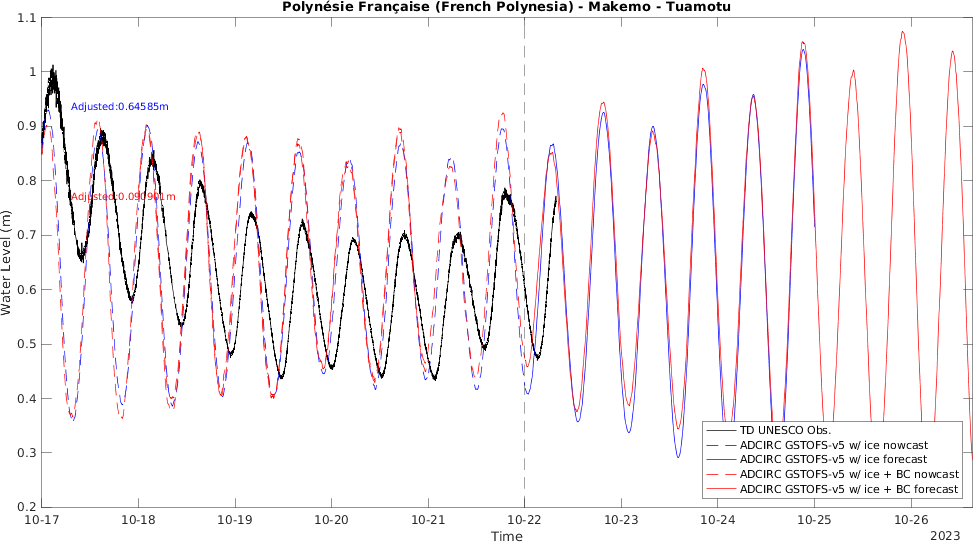 Polynésie Française (French Polynesia) - Makemo - Tuamotu
Water Level (m)
1.1
1
0.9
0.8
0.7
0.6
0.5
0.4
0.3
0.2
Adjusted:0.64585m
Adjusted:0.090901m
TD UNESCO Obs.
ADCIRC GSTOFS-v5 w/ ice nowcast
ADCIRC GSTOFS-v5 w/ ice forecast
ADCIRC GSTOFS-v5 w/ ice + BC nowcast
ADCIRC GSTOFS-v5 w/ ice + BC forecast
10-17 10-18 10-19 10-20 10-21 10-22 10-23 10-24 10-25 10-26
Time
2023